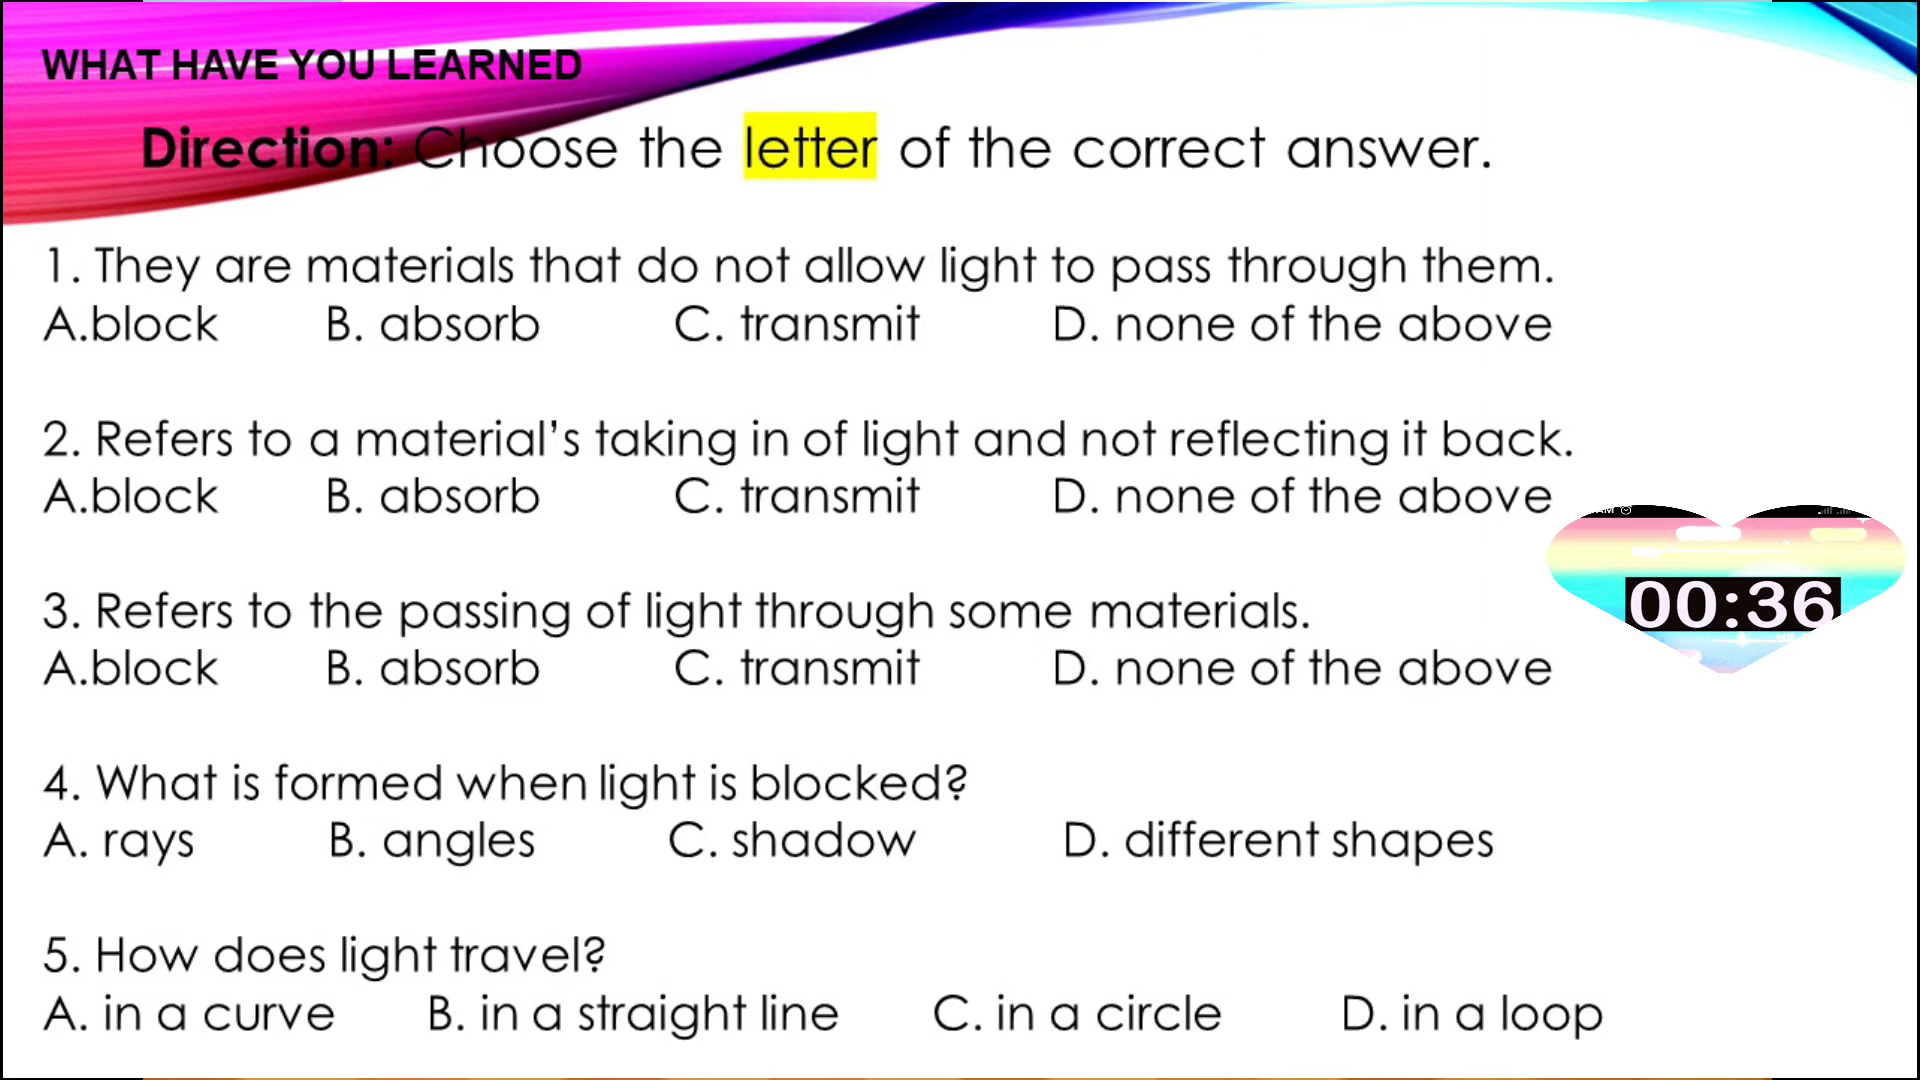 WHAT HAVE YOU LEARNED
Direction: Choose the letter of the correct answer.
1. They are materials that do not allow light to pass through them.
A.block B. absorb C. transmit D. none of the above
2. Refers to a material's taking in of light and not reflecting it back.
A.block B. absorb C. transmit D. none of the above
00:36
3. Refers to the passing of light through some materials.
A.block B. absorb C. transmit D. none of the above
4. What is formed when light is blocked?
A. rays B. angles C. shadow D. different shapes
5. How does light travel?
A. in a curve B. in a straight line C. in a circle D. in a loop